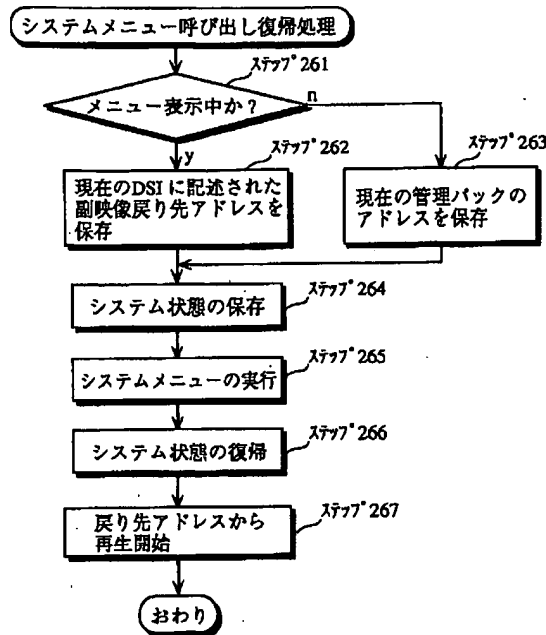 システムメニュー呼び出し復帰処理
ステップ261
メニュー表示中か？
n
y
ステップ262
現在のDSIに記述された
副映像戻り先アドレスを
保存
ステップ263
現在の管理パックの
アドレスを保存
ステップ264
システム状態の保存
ステップ265
システムメニューの実行
ステップ266
システム状態の復帰
ステップ267
戻り先アドレスから
再生開始
おわり